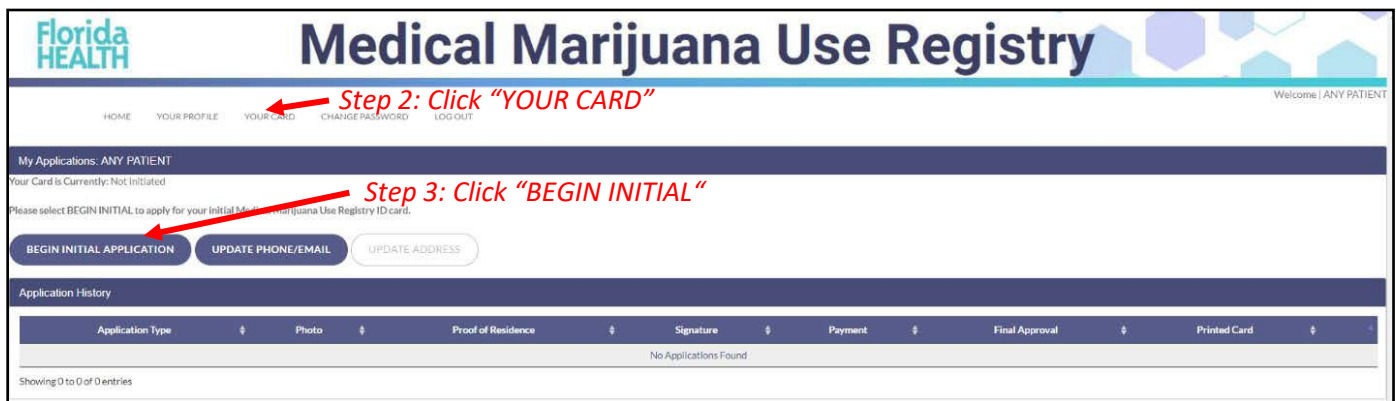 Florida
HEALTH
Medical Marijuana Use Registry
Step 2: Click “YOUR CARD”
Welcome | ANY PATIENT
HOME YOUR PROFILE YOUR CARD CHANGE PASSWORD LOG OUT
My Applications: ANY PATIENT
Your Card is Currently: Not Initiated
Step 3: Click “BEGIN INITIAL“
Please select BEGIN INITIAL to apply for your initial Medical Marijuana Use Registry ID card.
BEGIN INITIAL APPLICATION UPDATE PHONE/EMAIL UPDATE ADDRESS
Application History
Application Type Photo Proof of Residence Signature Payment Final Approval Printed Card
No Applications Found
Showing 0 to 0 of 0 entries